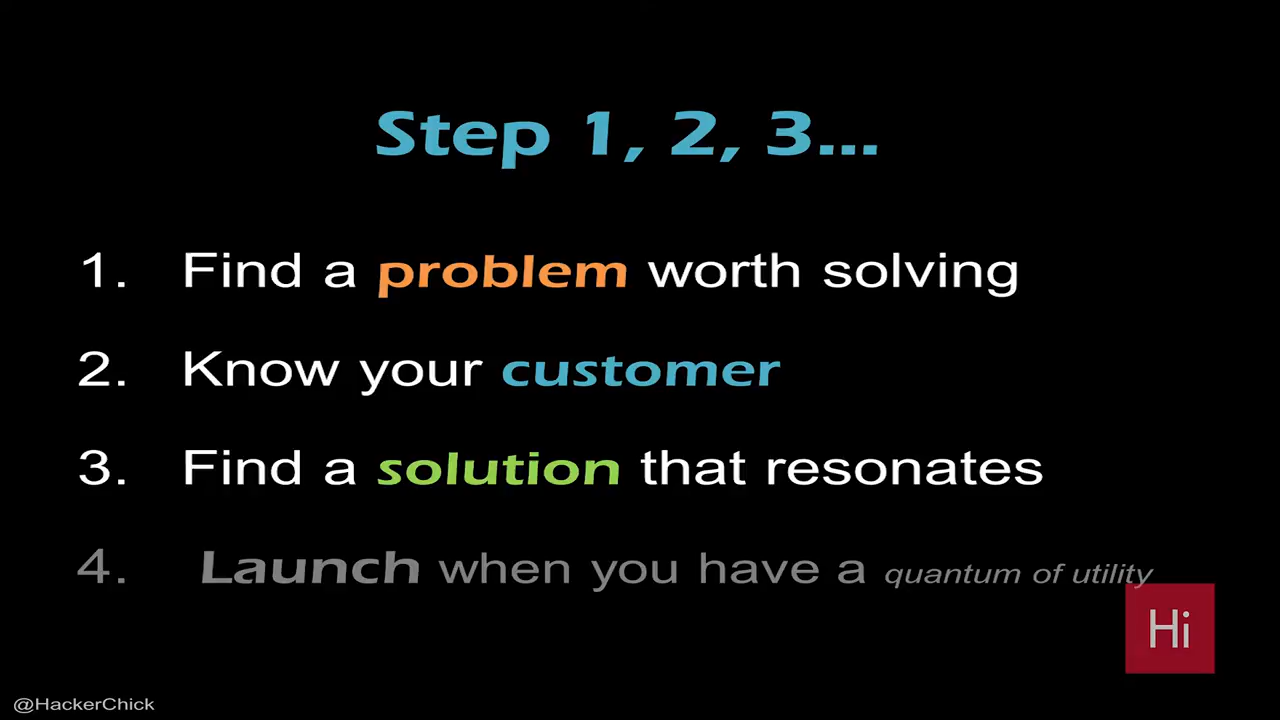 Step 1, 2, 3...
1. Find a problem worth solving
2. Know your customer
3. Find a solution that resonates
4. Launch when you have a quantum of utility
Hi
@HackerChick